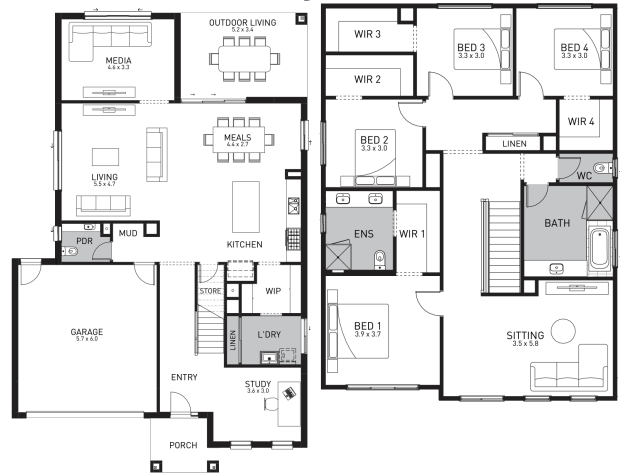 OUTDOOR LIVING
5.2 x 3.4
MEDIA
4.6 x 3.3
MEALS
4.4 x 2.7
LIVING
5.5 x 4.7
KITCHEN
PDR
MUD
STORE
WIP
GARAGE
5.7 x 6.0
LINEN
L'DRY
ENTRY
STUDY
3.6 x 3.0
PORCH
WIR 3
BED 3
3.3 x 3.0
BED 4
3.3 x 3.0
WIR 2
WIR 4
BED 2
3.3 x 3.0
LINEN
WC
ENS
WIR 1
BATH
BED 1
3.9 x 3.7
SITTING
3.5 x 5.8